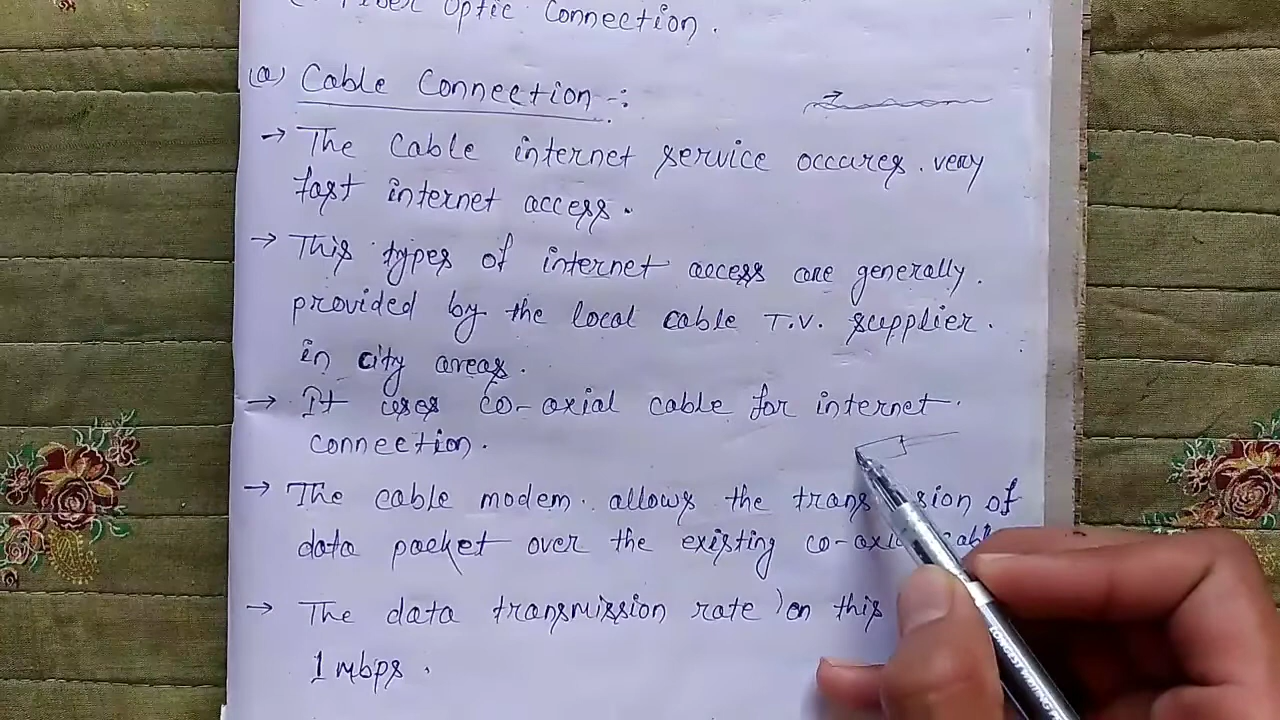 Fiber Optic Connection.
(a) Cable Connection -:
→ The cable internet service occures very
fast internet access.
→ This types of internet access are generally
provided by the local cable T.V. supplier.
in city areas.
→ It uses co-axial cable for internet
connection.
→ The cable modem allows the sion of
data packet over the existing co-axial
→ The data transmission rate on this
1 mbps.